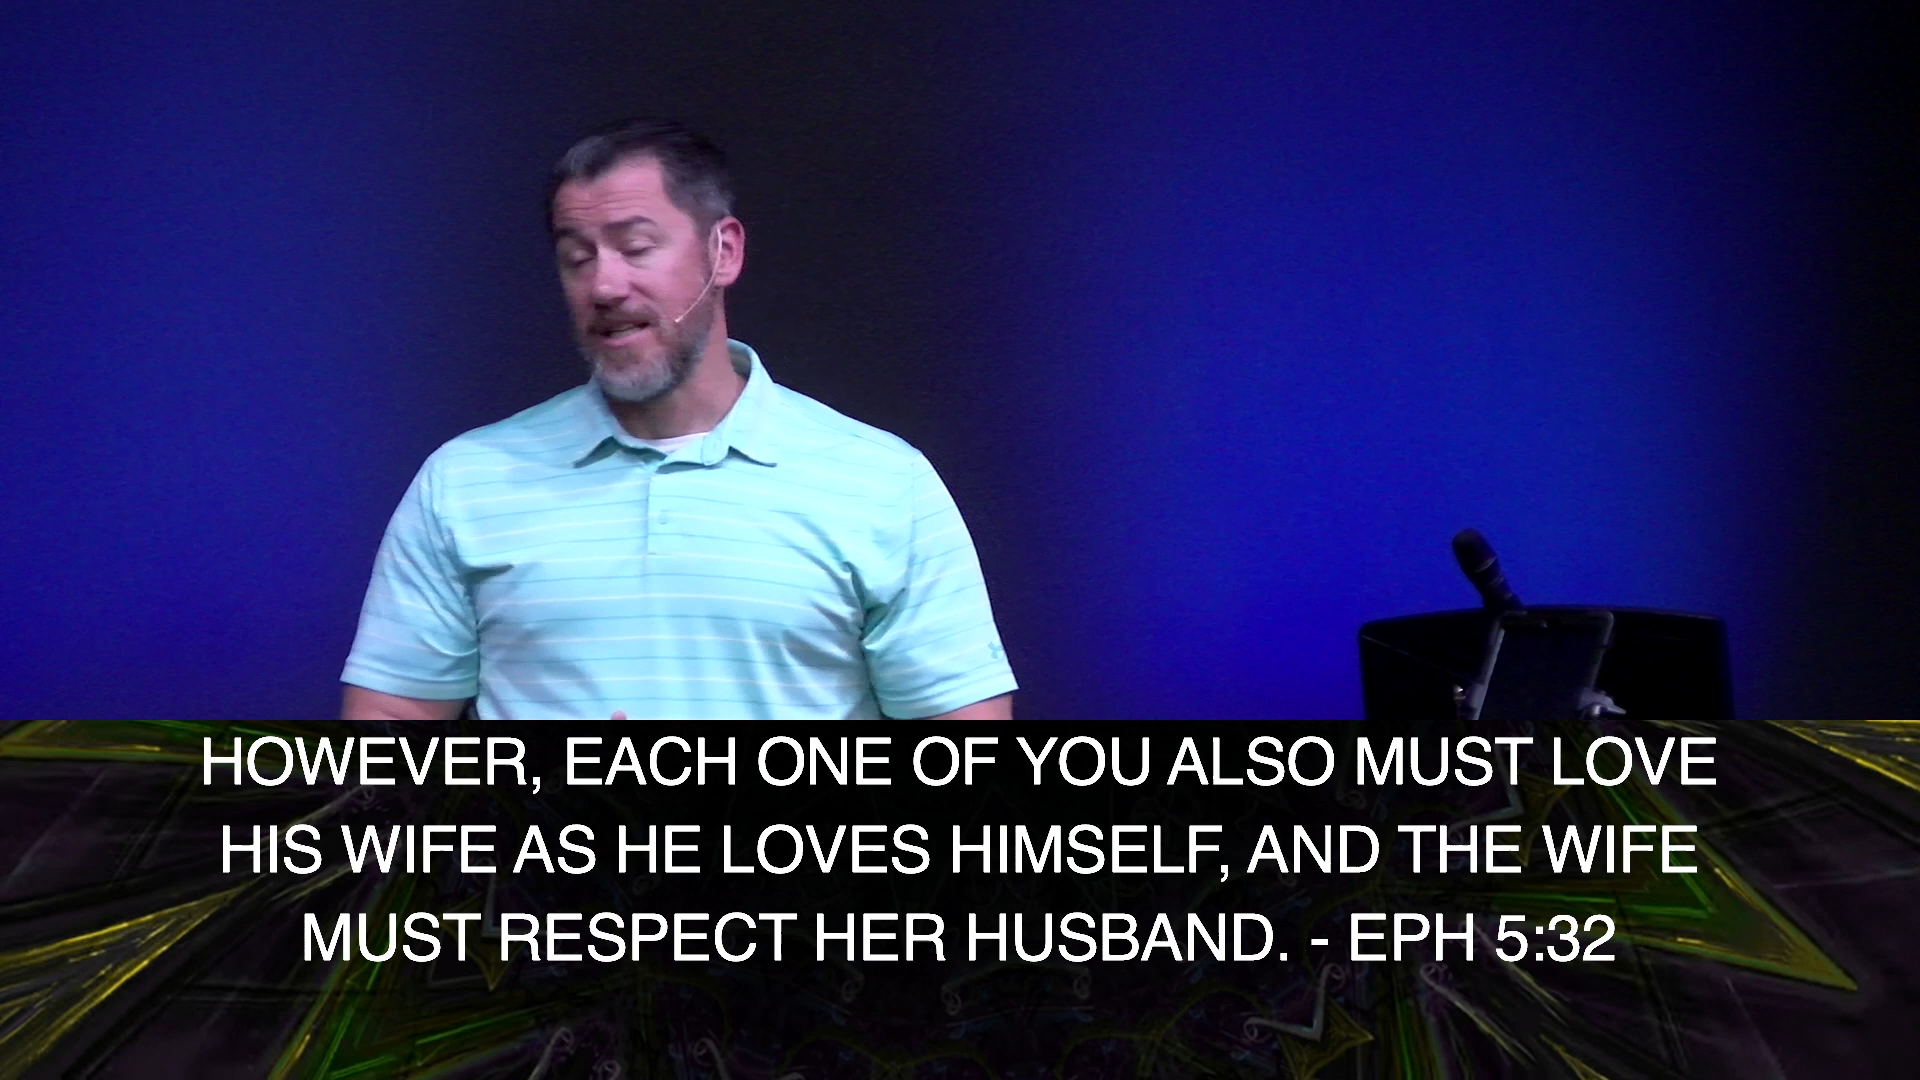 HOWEVER, EACH ONE OF YOU ALSO MUST LOVE
HIS WIFE AS HE LOVES HIMSELF, AND THE WIFE
MUST RESPECT HER HUSBAND. - EPH 5:32